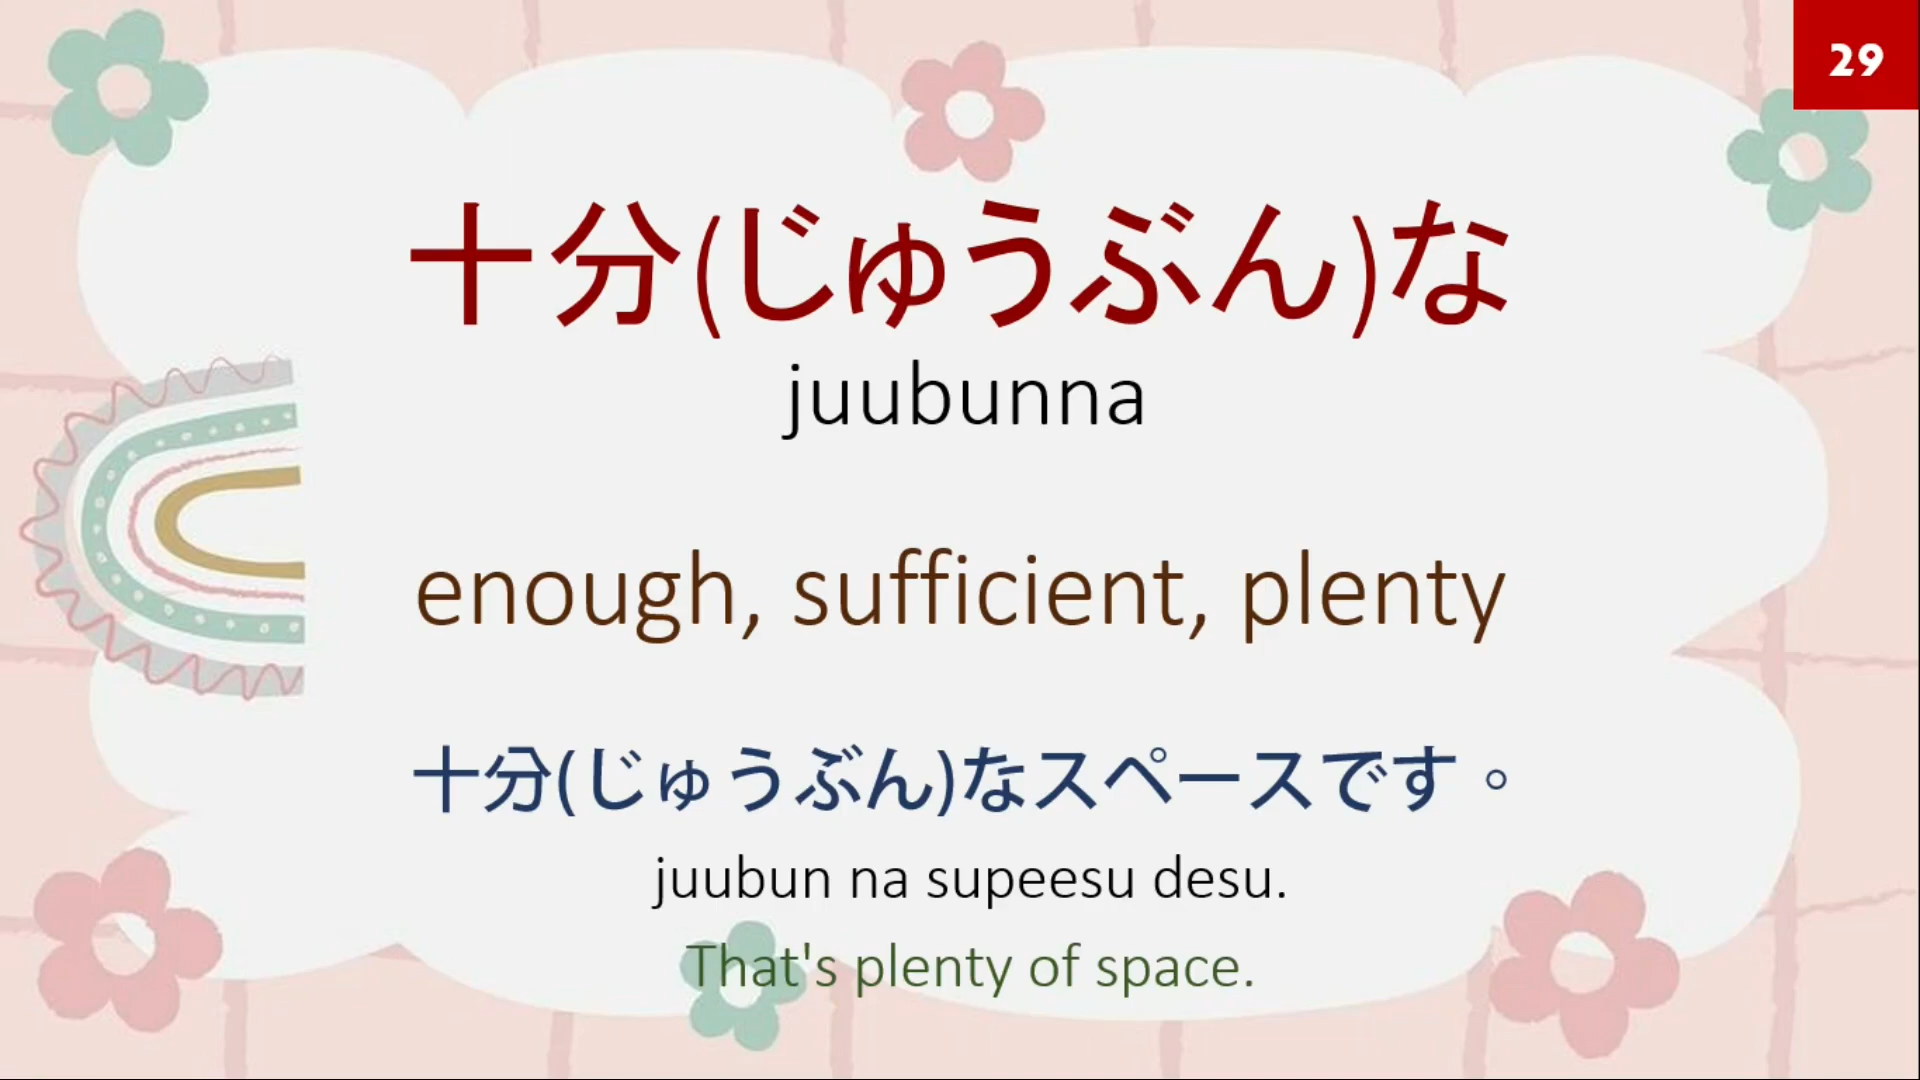 29
十分(じゅうぶん)な
juubunna
enough, sufficient, plenty
十分(じゅうぶん)なスペースです。
juubun na supeesu desu.
That's plenty of space.